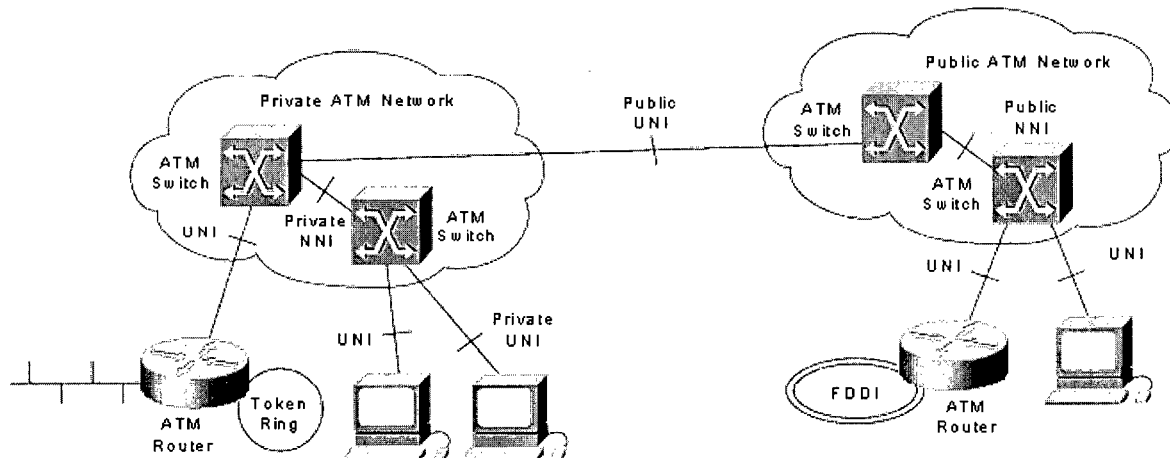 Private ATM Network
ATM
Switch
UNI
Private
NNI
ATM
Switch
UNI
Private
UNI
ATM
Router
Token
Ring
Public
UNI
Public ATM Network
ATM
Switch
Public
NNI
ATM
Switch
UNI
UNI
FDDI
ATM
Router